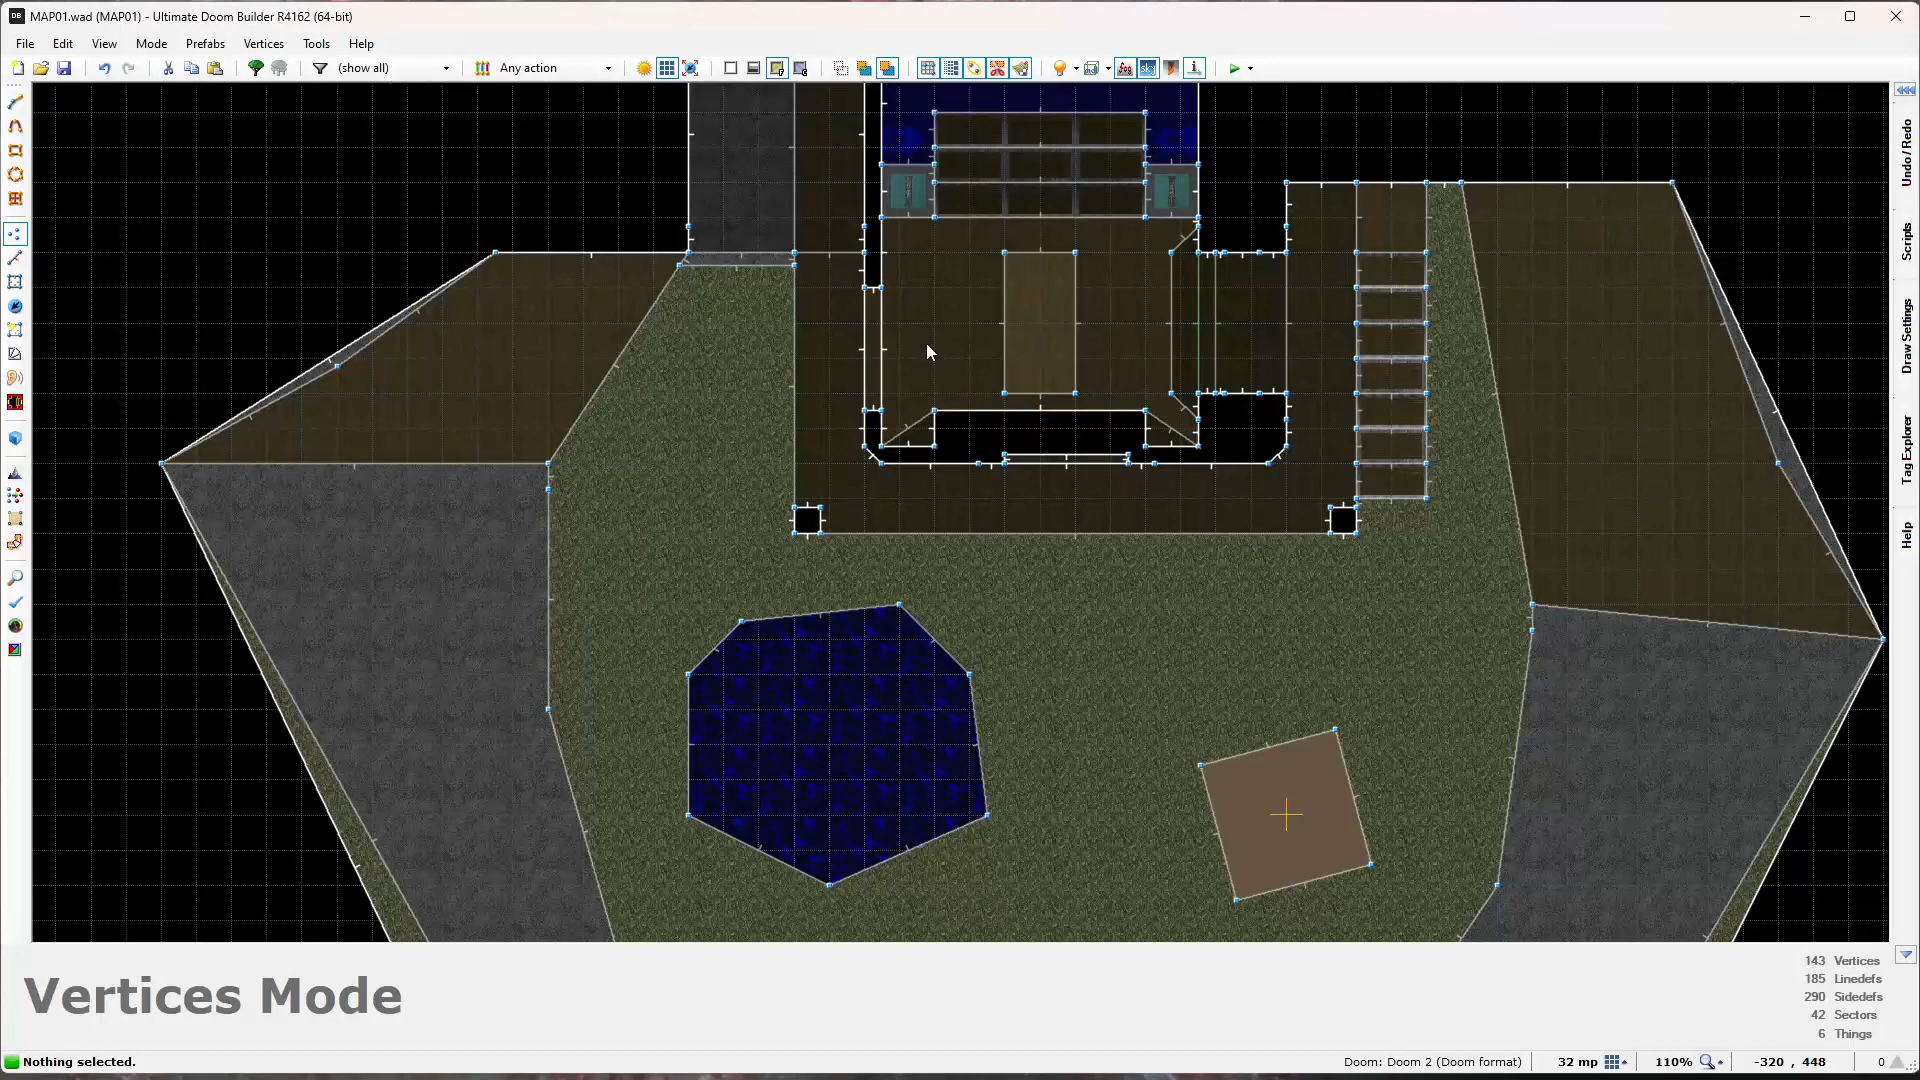 MAP01.wad (MAP01) - Ultimate Doom Builder R4162 (64-bit)
File Edit View Mode Prefabs Vertices Tools Help
(show all) Any action
Undo / Redo
Scripts
Draw Settings
Tag Explorer
Help
Vertices Mode
143 Vertices
185 Linedefs
290 Sidedefs
42 Sectors
6 Things
Nothing selected. Doom: Doom 2 (Doom format) 32 mp 110% -320 , 448 0